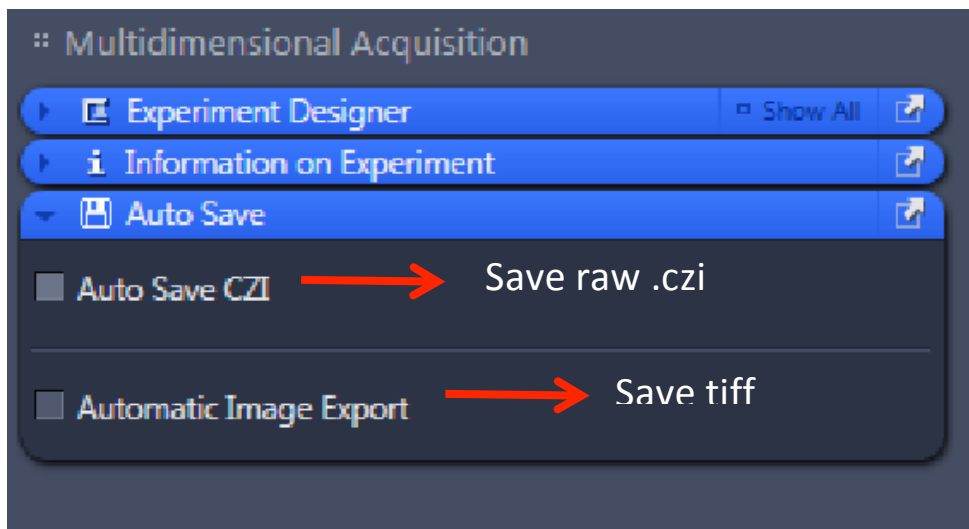 Multidimensional Acquisition
Experiment Designer Show All
Information on Experiment
Auto Save
Auto Save CZI Save raw .czi
Automatic Image Export Save tiff